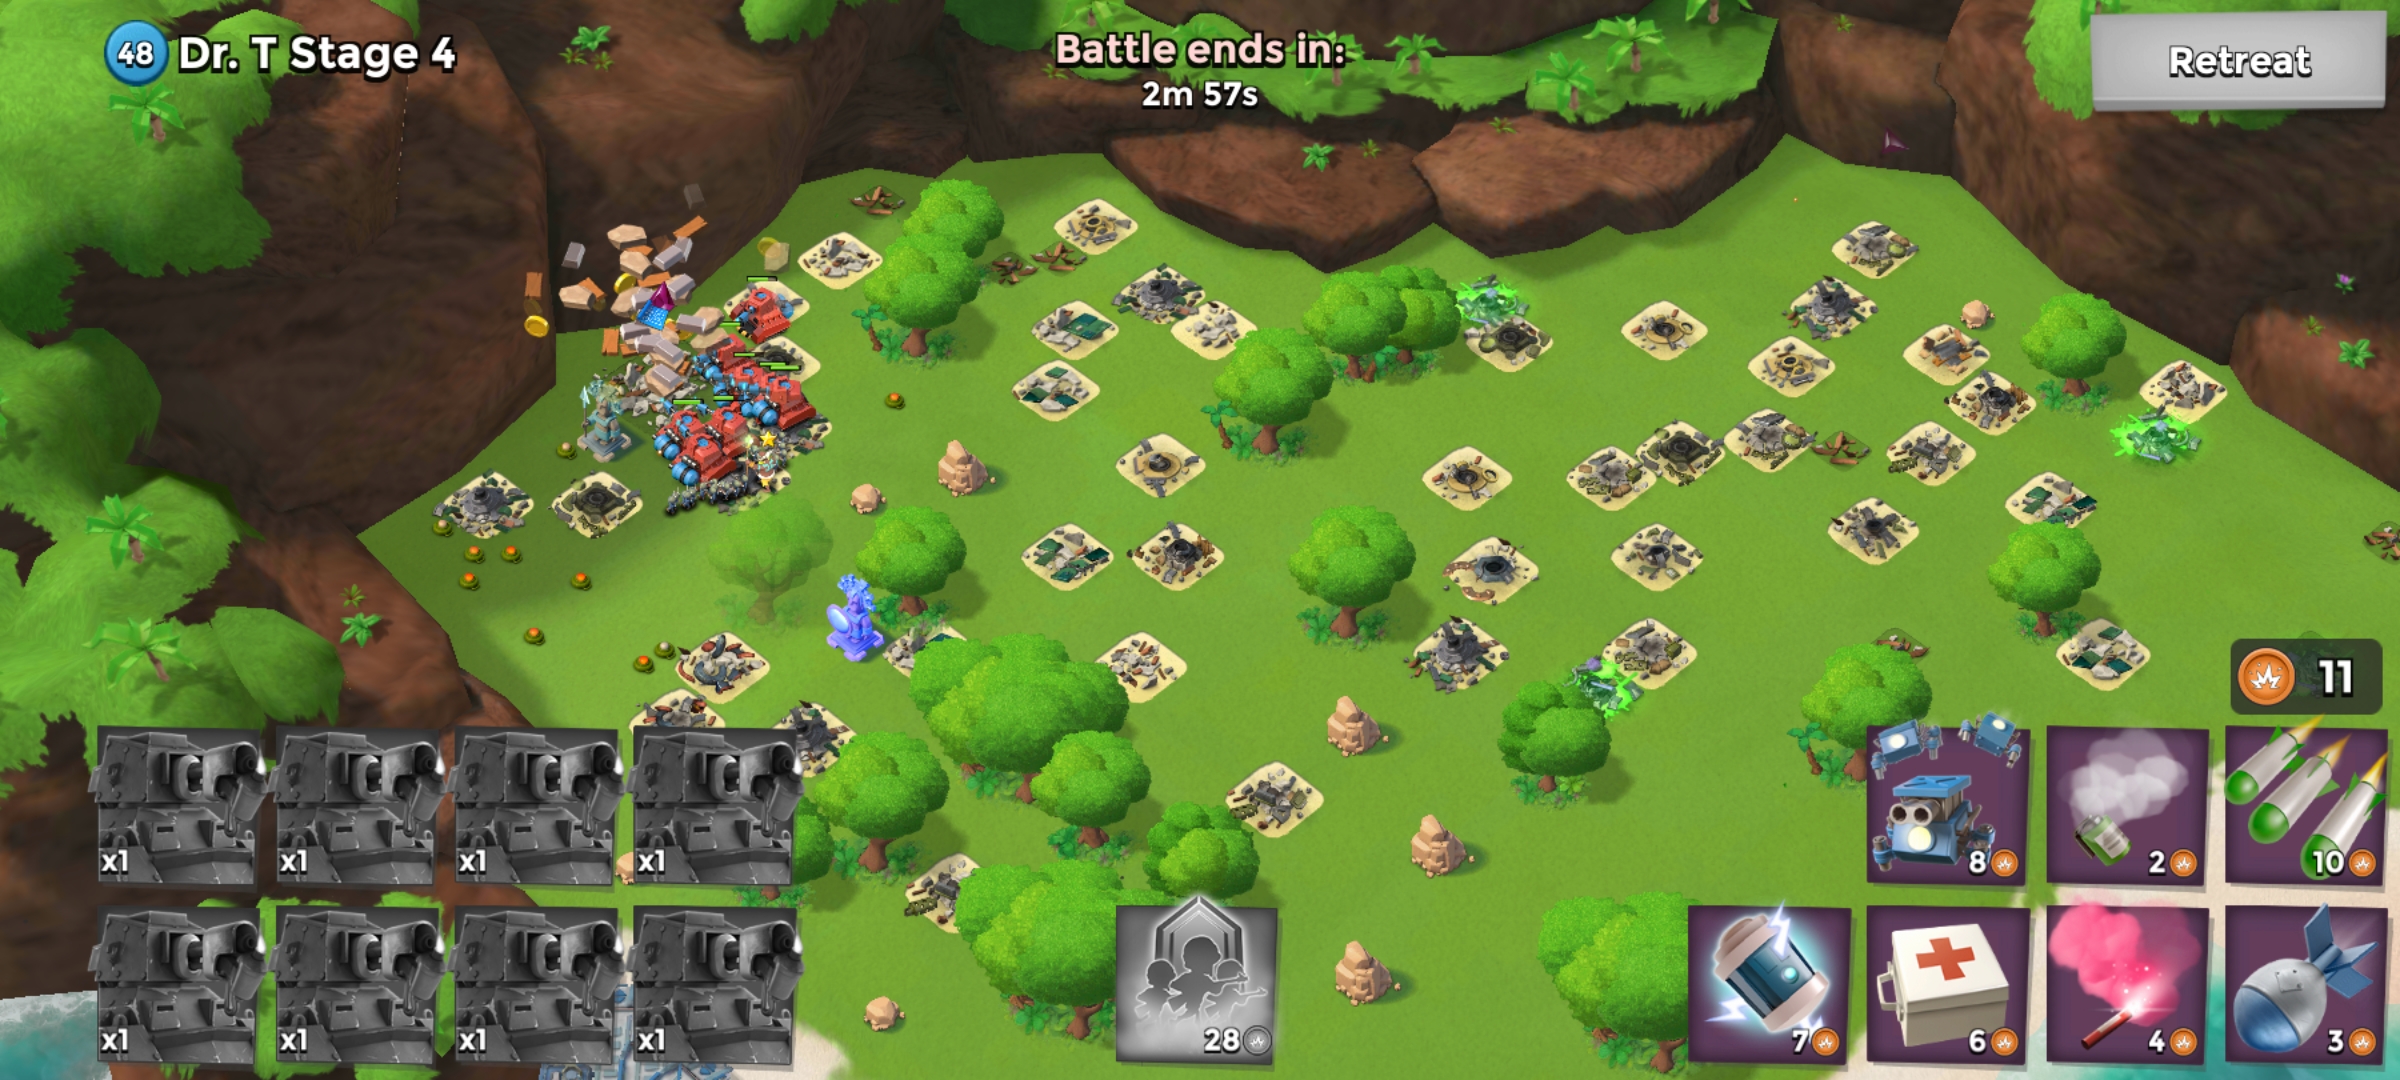 48 Dr. T Stage 4
Battle ends in:
2m 57s
Retreat
11
x1 x1 x1 x1
8 2 10
x1 x1 x1 x1
28
7 6 4 3